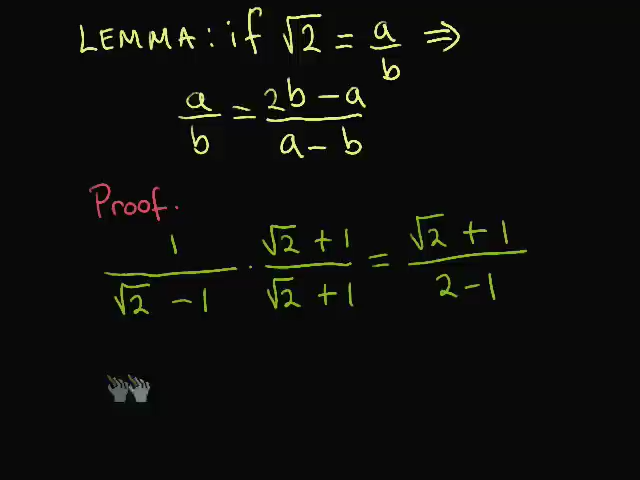 LEMMA: if √2 = a/b ⇒
a/b = (2b - a)/(a - b)
Proof.
1/(√2 - 1) · (√2 + 1)/(√2 + 1) = (√2 + 1)/(2 - 1)